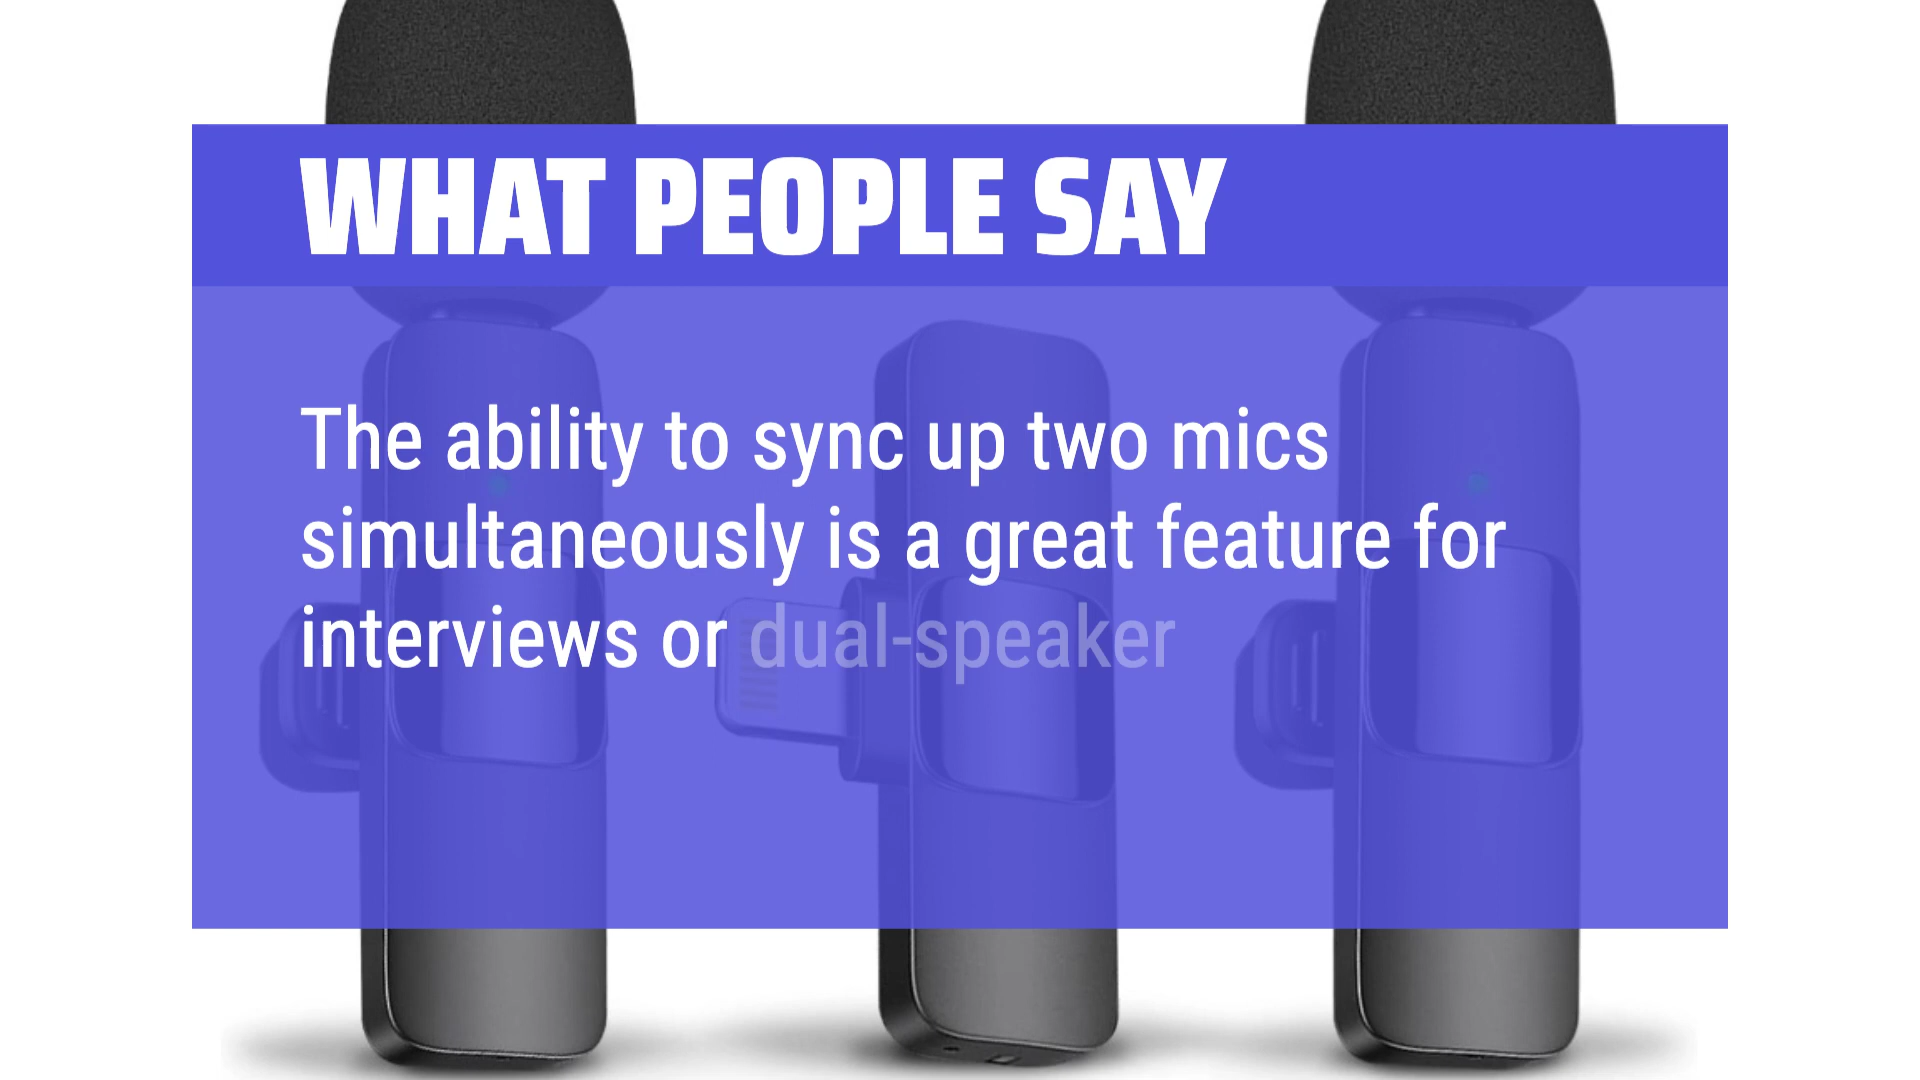 WHAT PEOPLE SAY
The ability to sync up two mics
simultaneously is a great feature for
interviews or dual-speaker